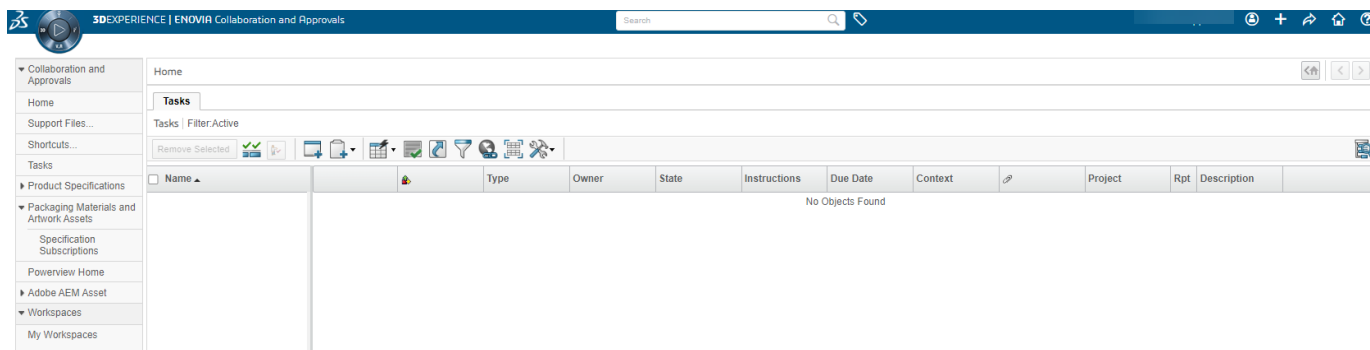 3DEXPERIENCE | ENOVIA Collaboration and Approvals
Search
V.R
Collaboration and
Approvals
Home
Support Files...
Shortcuts...
Tasks
Product Specifications
Packaging Materials and
Artwork Assets
Specification
Subscriptions
Powerview Home
Adobe AEM Asset
Workspaces
My Workspaces
Home
Tasks
Tasks | Filter:Active
Remove Selected
Name Type Owner State Instructions Due Date Context Project Rpt Description
No Objects Found